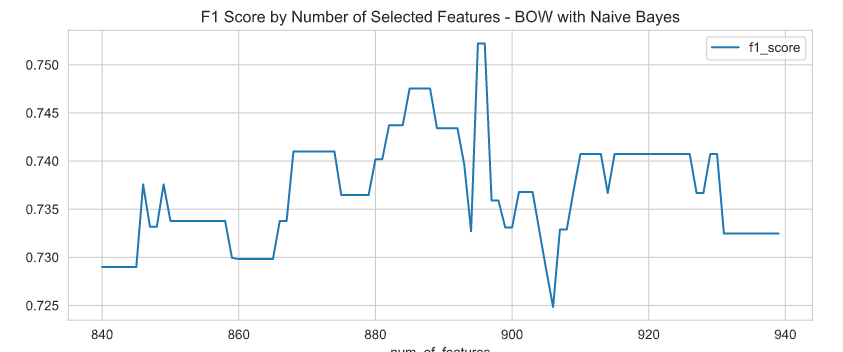 F1 Score by Number of Selected Features - BOW with Naive Bayes
f1_score
0.750
0.745
0.740
0.735
0.730
0.725
840 860 880 900 920 940
num_of_features